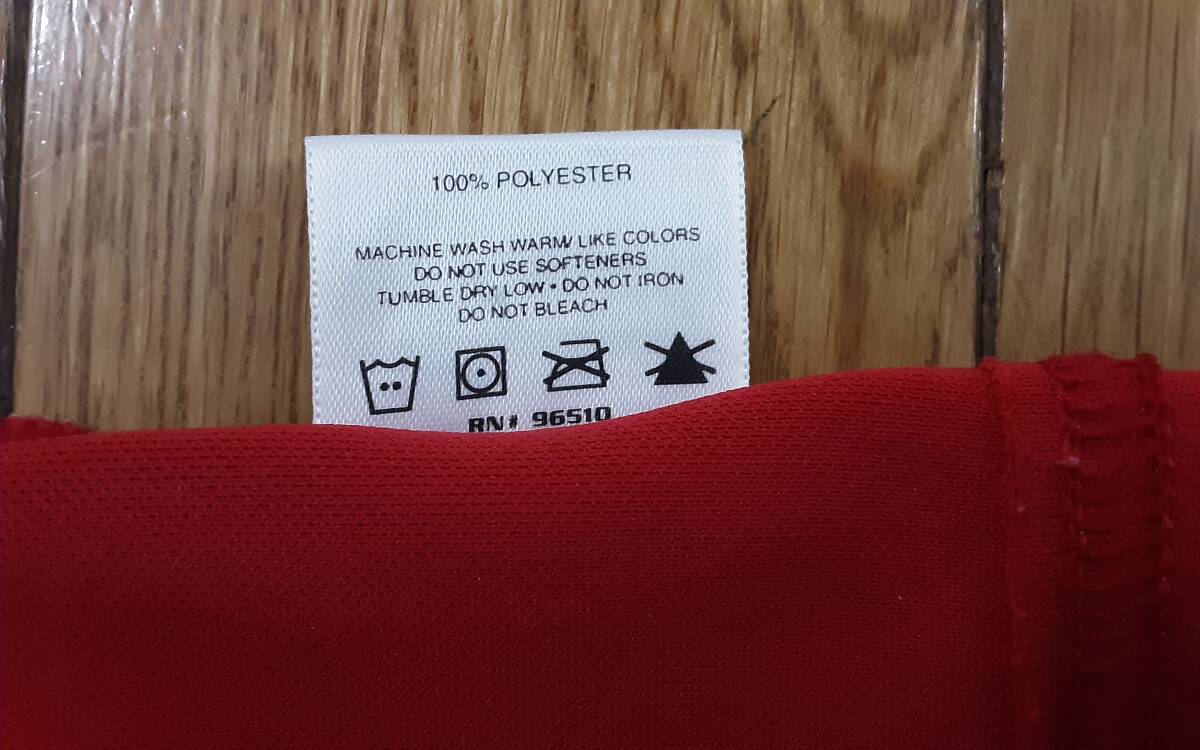 100% POLYESTER
MACHINE WASH WARM/ LIKE COLORS
DO NOT USE SOFTENERS
TUMBLE DRY LOW • DO NOT IRON
DO NOT BLEACH
RN# 96510